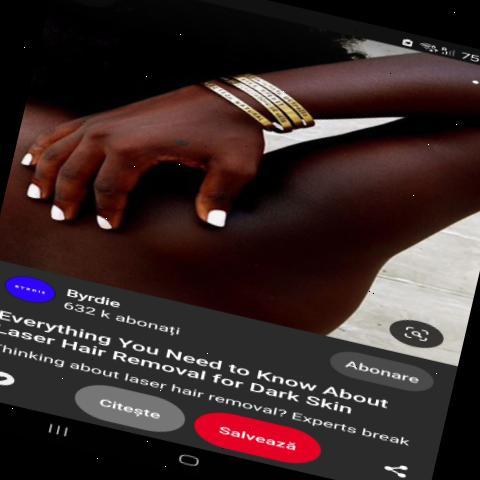 75
BYRDIE
Byrdie
632 k abonați
Abonare
Everything You Need to Know About
Laser Hair Removal for Dark Skin
Thinking about laser hair removal? Experts break
Citește
Salvează